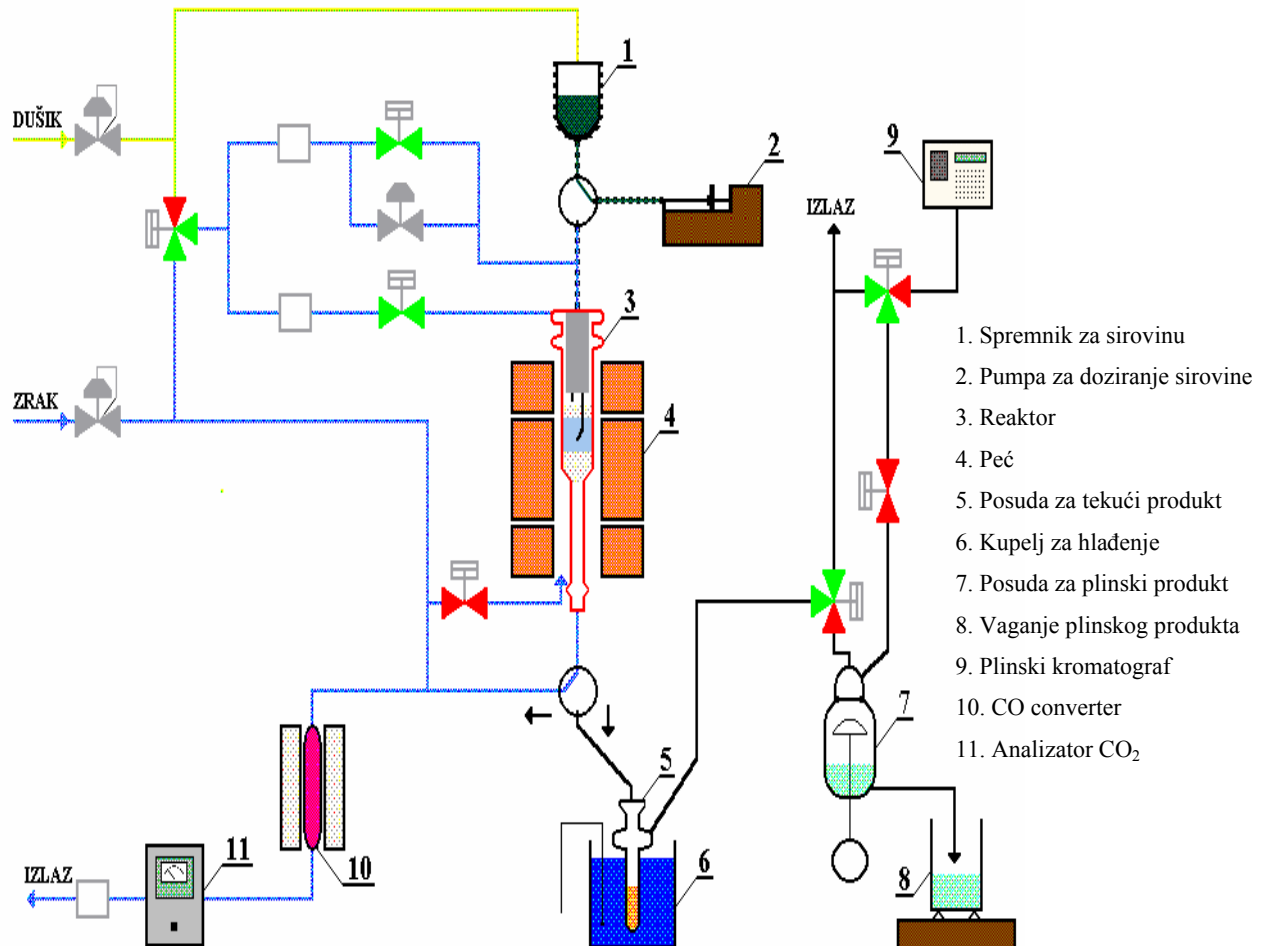 1
DUŠIK
2
9
IZLAZ
3
ZRAK
4
5
6
7
8
10
11
IZLAZ
1. Spremnik za sirovinu
2. Pumpa za doziranje sirovine
3. Reaktor
4. Peć
5. Posuda za tekući produkt
6. Kupelj za hlađenje
7. Posuda za plinski produkt
8. Vaganje plinskog produkta
9. Plinski kromatograf
10. CO converter
11. Analizator CO₂